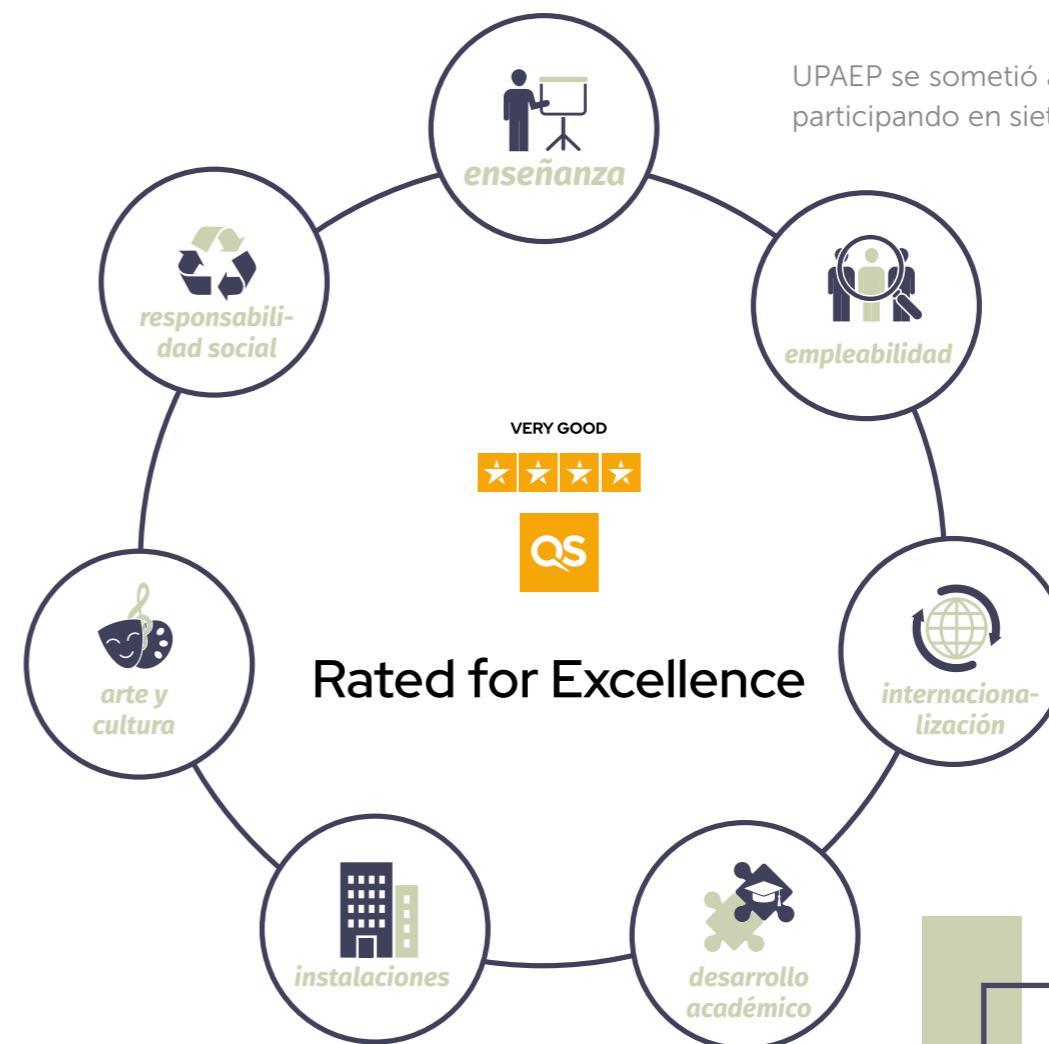 UPAEP se sometió
participando en
enseñanza
empleabilidad
responsabili-
dad social
VERY GOOD
QS
Rated for Excellence
internaciona-
lización
arte y
cultura
instalaciones
desarrollo
académico